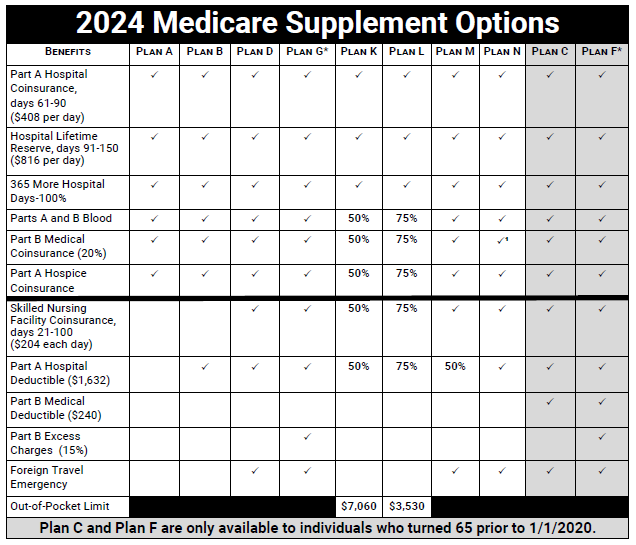 2024 Medicare Supplement Options
BENEFITS PLAN A PLAN B PLAN D PLAN G* PLAN K PLAN L PLAN M PLAN N PLAN C PLAN F*
Part A Hospital
Coinsurance,
days 61-90
($408 per day)
✓ ✓ ✓ ✓ ✓ ✓ ✓ ✓ ✓ ✓
Hospital Lifetime
Reserve, days 91-150
($816 per day)
✓ ✓ ✓ ✓ ✓ ✓ ✓ ✓ ✓ ✓
365 More Hospital
Days-100%
✓ ✓ ✓ ✓ ✓ ✓ ✓ ✓ ✓ ✓
Parts A and B Blood ✓ ✓ ✓ ✓ 50% 75% ✓ ✓ ✓ ✓
Part B Medical
Coinsurance (20%)
✓ ✓ ✓ ✓ 50% 75% ✓ ✓¹ ✓ ✓
Part A Hospice
Coinsurance
✓ ✓ ✓ ✓ 50% 75% ✓ ✓ ✓ ✓
Skilled Nursing
Facility Coinsurance,
days 21-100
($204 each day)
✓ ✓ 50% 75% ✓ ✓ ✓ ✓
Part A Hospital
Deductible ($1,632)
✓ ✓ ✓ 50% 75% 50% ✓ ✓ ✓
Part B Medical
Deductible ($240)
✓ ✓
Part B Excess
Charges (15%)
✓ ✓
Foreign Travel
Emergency
✓ ✓ ✓ ✓ ✓ ✓
Out-of-Pocket Limit $7,060 $3,530
Plan C and Plan F are only available to individuals who turned 65 prior to 1/1/2020.